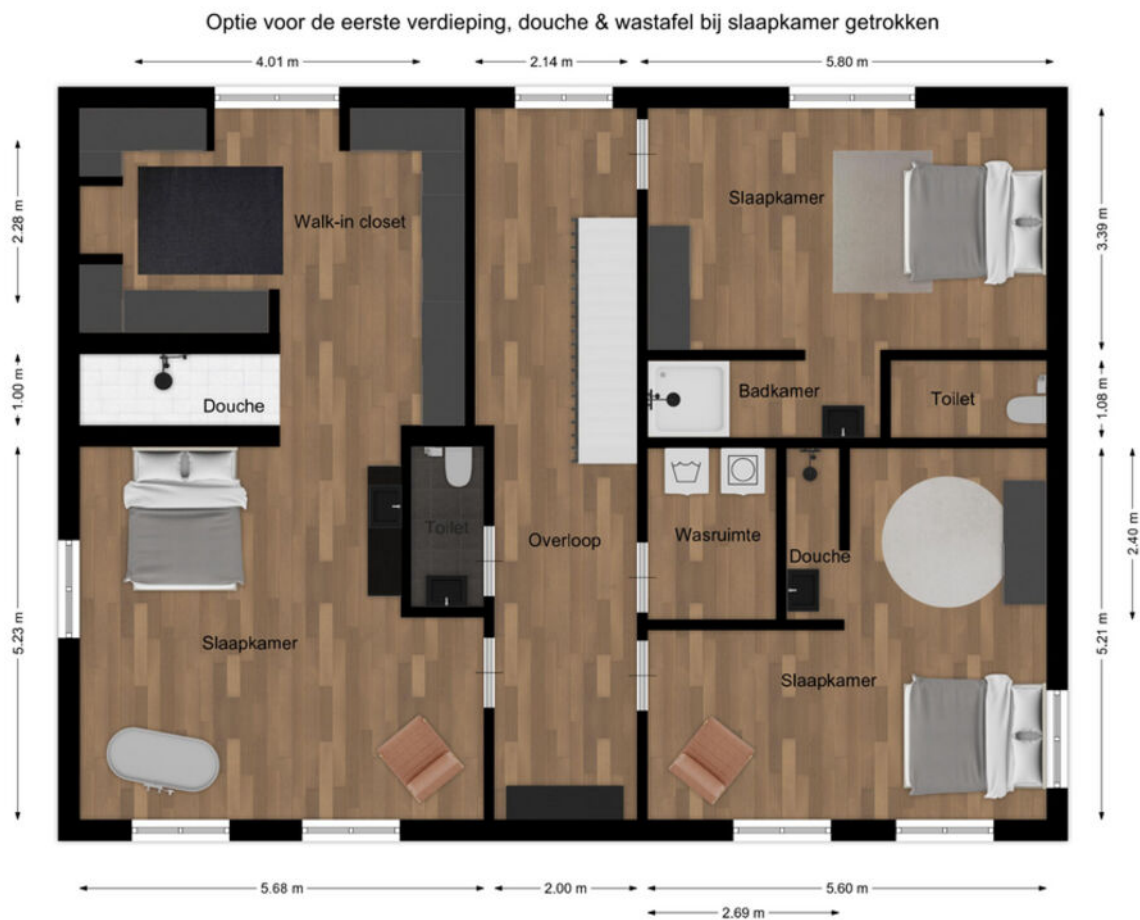 Optie voor de eerste verdieping, douche & wastafel bij slaapkamer getrokken
4.01 m
2.14 m
5.80 m
Slaapkamer
Walk-in closet
2.28 m
3.39 m
1.00 m
Douche
Badkamer
Toilet
1.08 m
Toilet
Overloop
Wasruimte
Douche
2.40 m
5.23 m
Slaapkamer
5.21 m
Slaapkamer
5.68 m
2.00 m
5.60 m
2.69 m